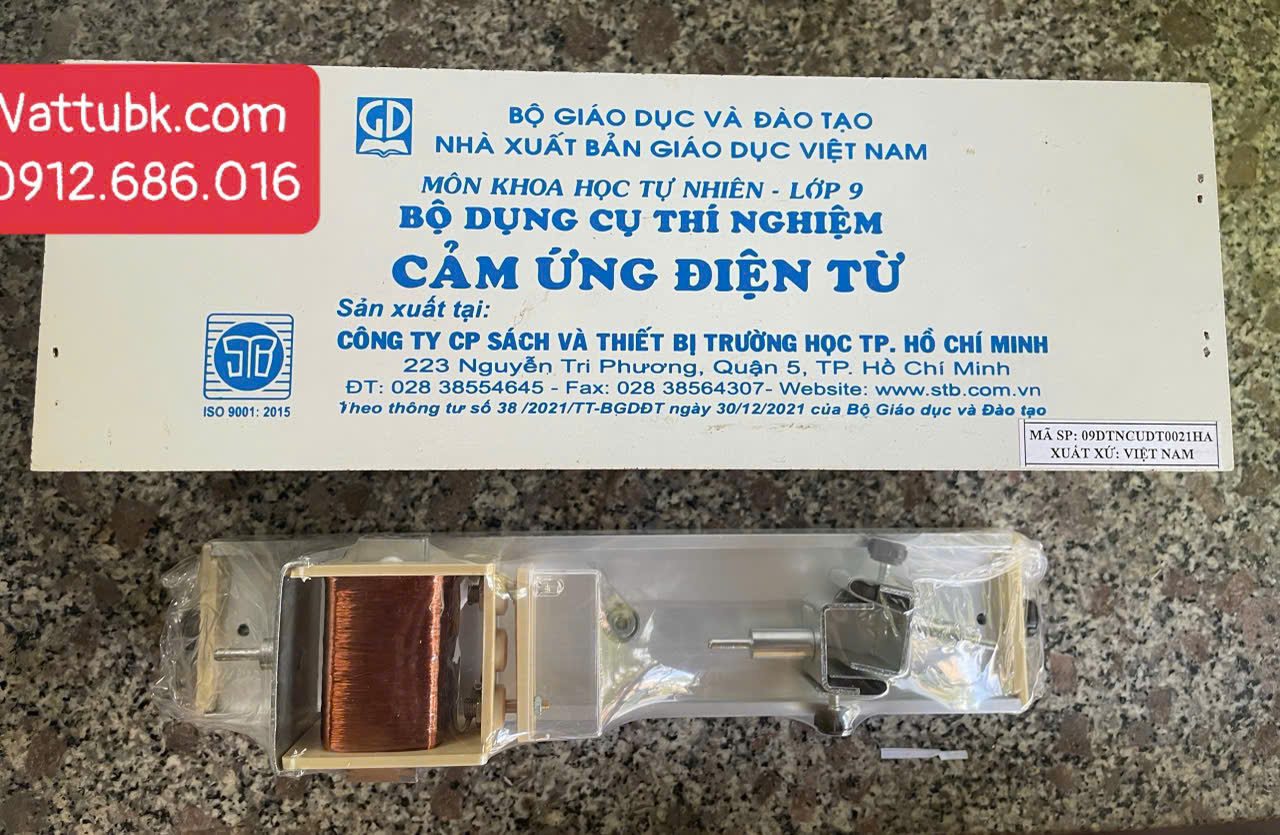 Vattubk.com
0912.686.016
GD
BỘ GIÁO DỤC VÀ ĐÀO TẠO
NHÀ XUẤT BẢN GIÁO DỤC VIỆT NAM
MÔN KHOA HỌC TỰ NHIÊN - LỚP 9
BỘ DỤNG CỤ THÍ NGHIỆM
CẢM ỨNG ĐIỆN TỪ
Sản xuất tại:
CÔNG TY CP SÁCH VÀ THIẾT BỊ TRƯỜNG HỌC TP. HỒ CHÍ MINH
223 Nguyễn Tri Phương, Quận 5, TP. Hồ Chí Minh
ĐT: 028 38554645 - Fax: 028 38564307- Website: www.stb.com.vn
Theo thông tư số 38 /2021/TT-BGDĐT ngày 30/12/2021 của Bộ Giáo dục và Đào tạo
STB
ISO 9001: 2015
MÃ SP: 09DTNCUDT0021HA
XUẤT XỨ: VIỆT NAM